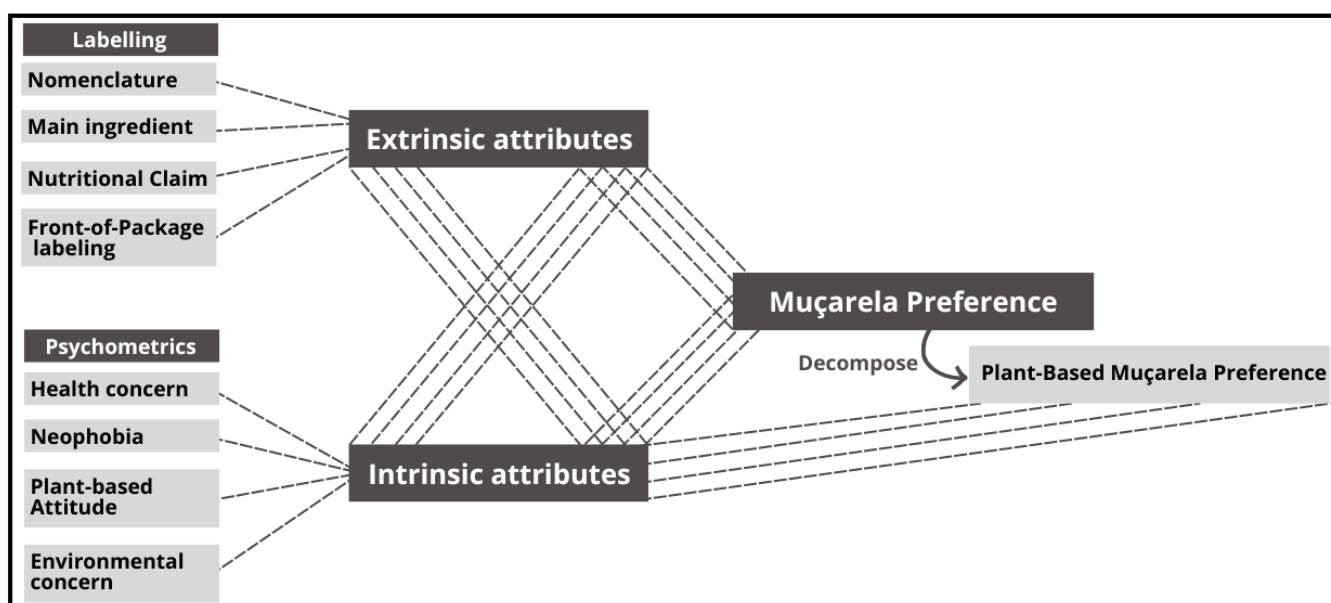 Labelling
Nomenclature
Main ingredient
Nutritional Claim
Front-of-Package
labeling
Extrinsic attributes
Muçarela Preference
Decompose
Plant-Based Muçarela Preference
Psychometrics
Health concern
Neophobia
Plant-based
Attitude
Environmental
concern
Intrinsic attributes